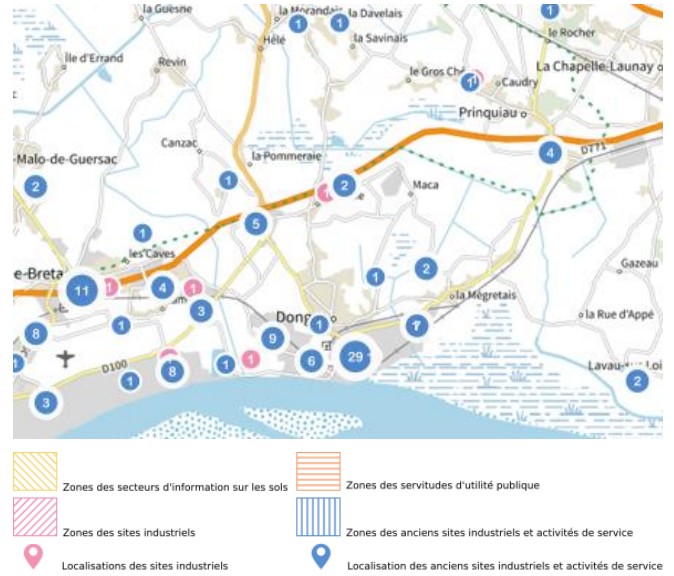 la Guesne
la Morandais
la Davelais
1
1
1
Hélé
la Savinais
le Rocher
Île d'Errand
Revin
le Gros Ché
1
Caudry
La Chapelle-Launay
Prinquiau
Canzac
4
D771
-Malo-de-Guersac
la Pommeraie
2
1
1
2
Maca
5
1
les Caves
e-Breta
11
1
4
1
1
2
Gazeau
la Mégretais
3
8
1
Dong
1
la Rue d'Appé
9
6
29
1
D100
8
1
1
Lavau-sur-Loi
1
2
3
Zones des secteurs d'information sur les sols
Zones des servitudes d'utilité publique
Zones des sites industriels
Zones des anciens sites industriels et activités de service
Localisations des sites industriels
Localisation des anciens sites industriels et activités de service